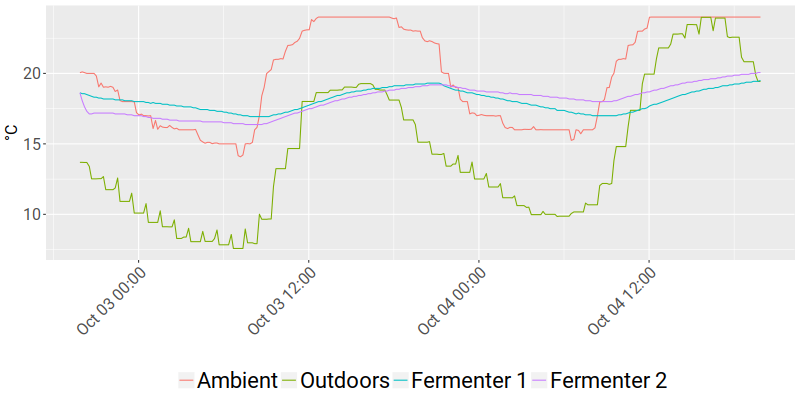 20
15
10
°C
Oct 03 00:00
Oct 03 12:00
Oct 04 00:00
Oct 04 12:00
Ambient Outdoors Fermenter 1 Fermenter 2